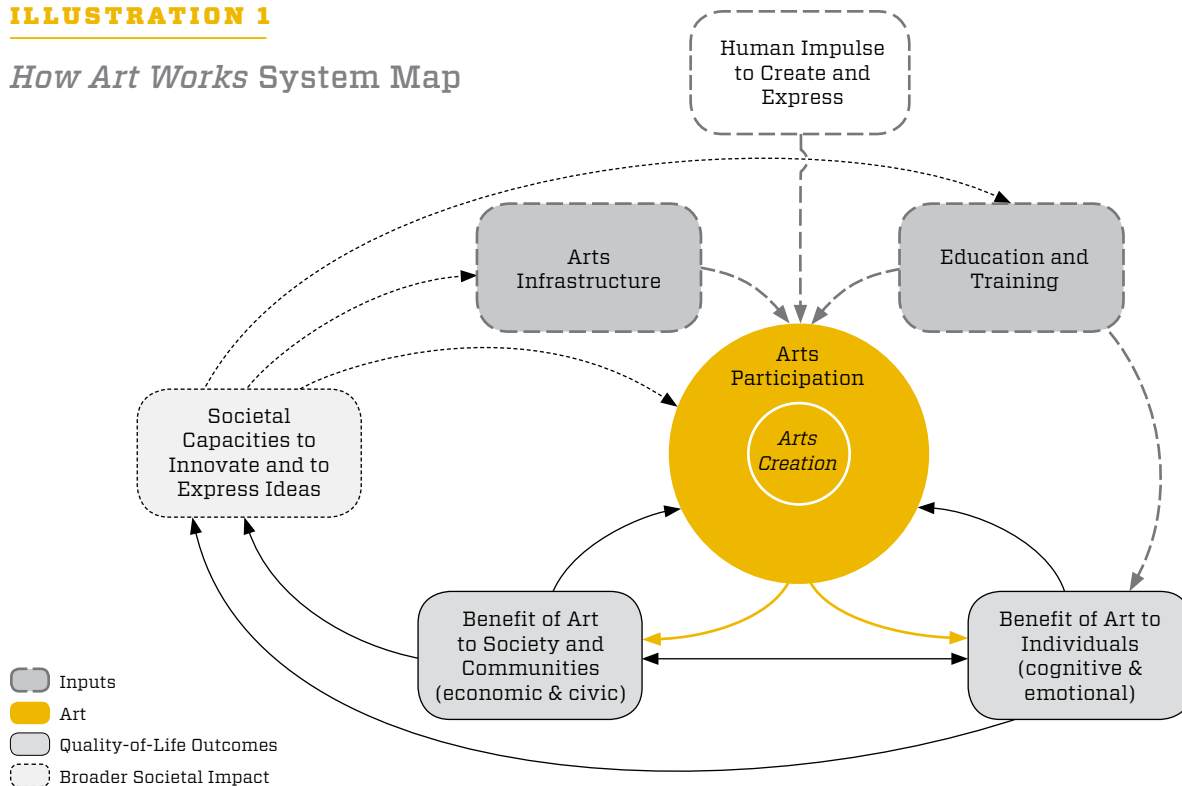 ILLUSTRATION 1
How Art Works System Map
Human Impulse
to Create and
Express
Arts
Infrastructure
Education and
Training
Arts
Participation
Arts
Creation
Societal
Capacities to
Innovate and to
Express Ideas
Benefit of Art
to Society and
Communities
(economic & civic)
Benefit of Art to
Individuals
(cognitive &
emotional)
Inputs
Art
Quality-of-Life Outcomes
Broader Societal Impact